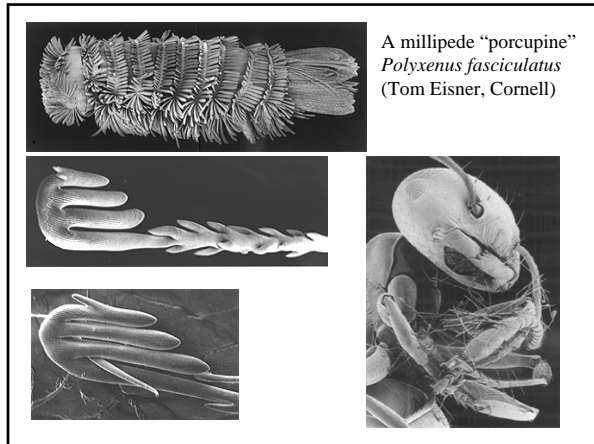 A millipede “porcupine”
Polyxenus fasciculatus
(Tom Eisner, Cornell)